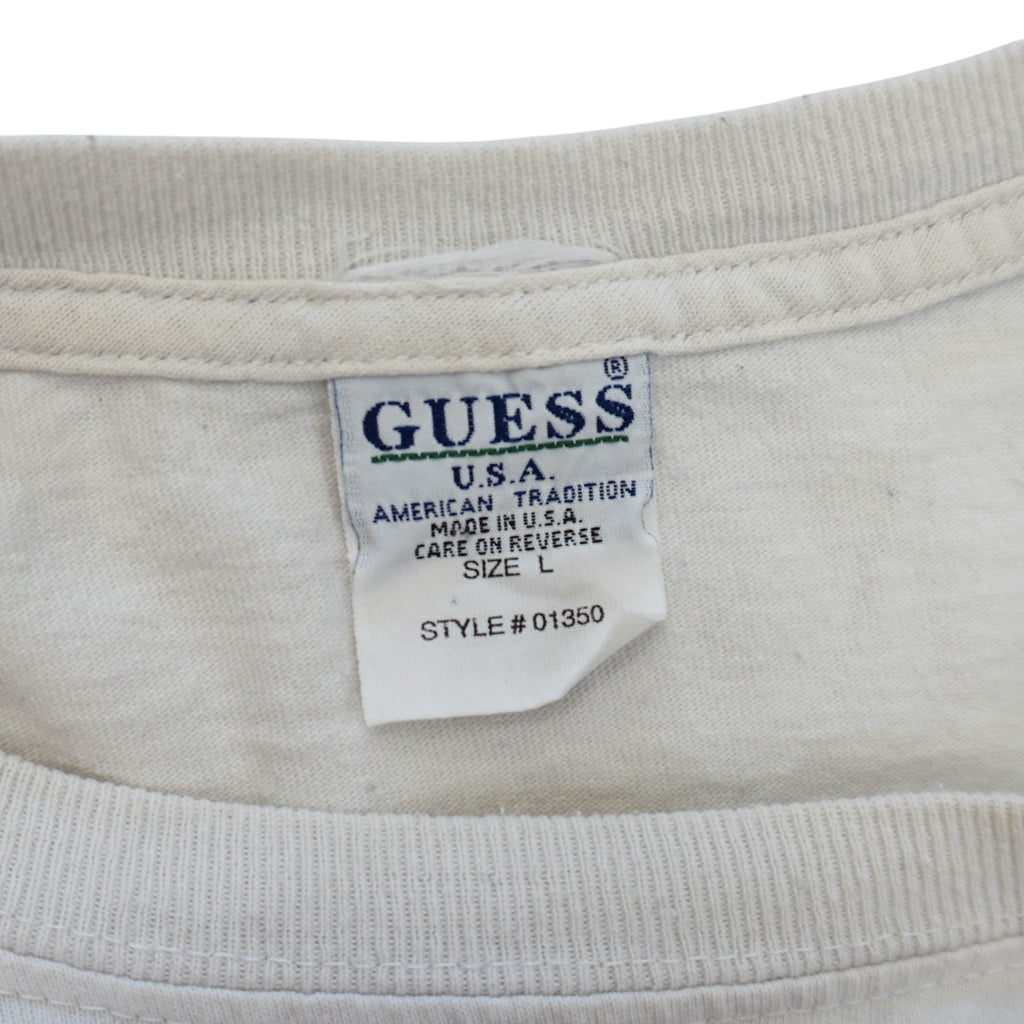 ®
GUESS
U.S.A.
AMERICAN TRADITION
MADE IN U.S.A.
CARE ON REVERSE
SIZE L
STYLE # 01350